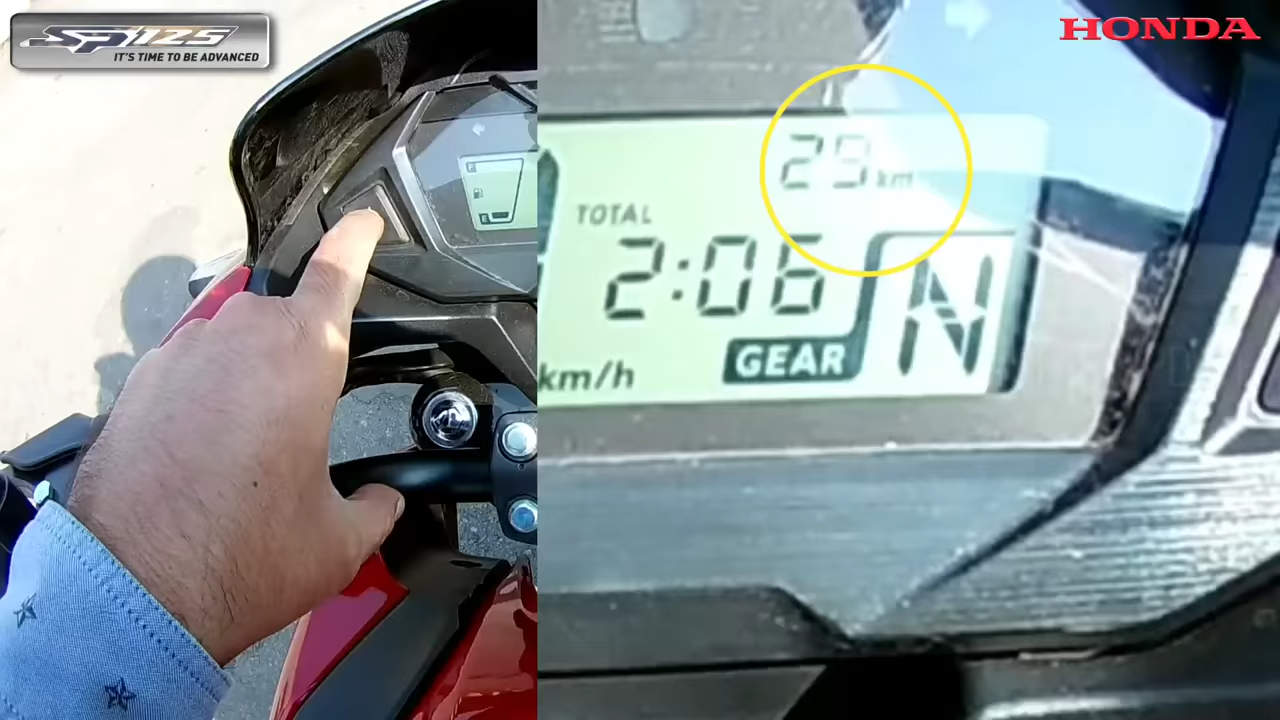 SP125
IT'S TIME TO BE ADVANCED
HONDA
29 km
TOTAL
2:06
GEAR N
km/h